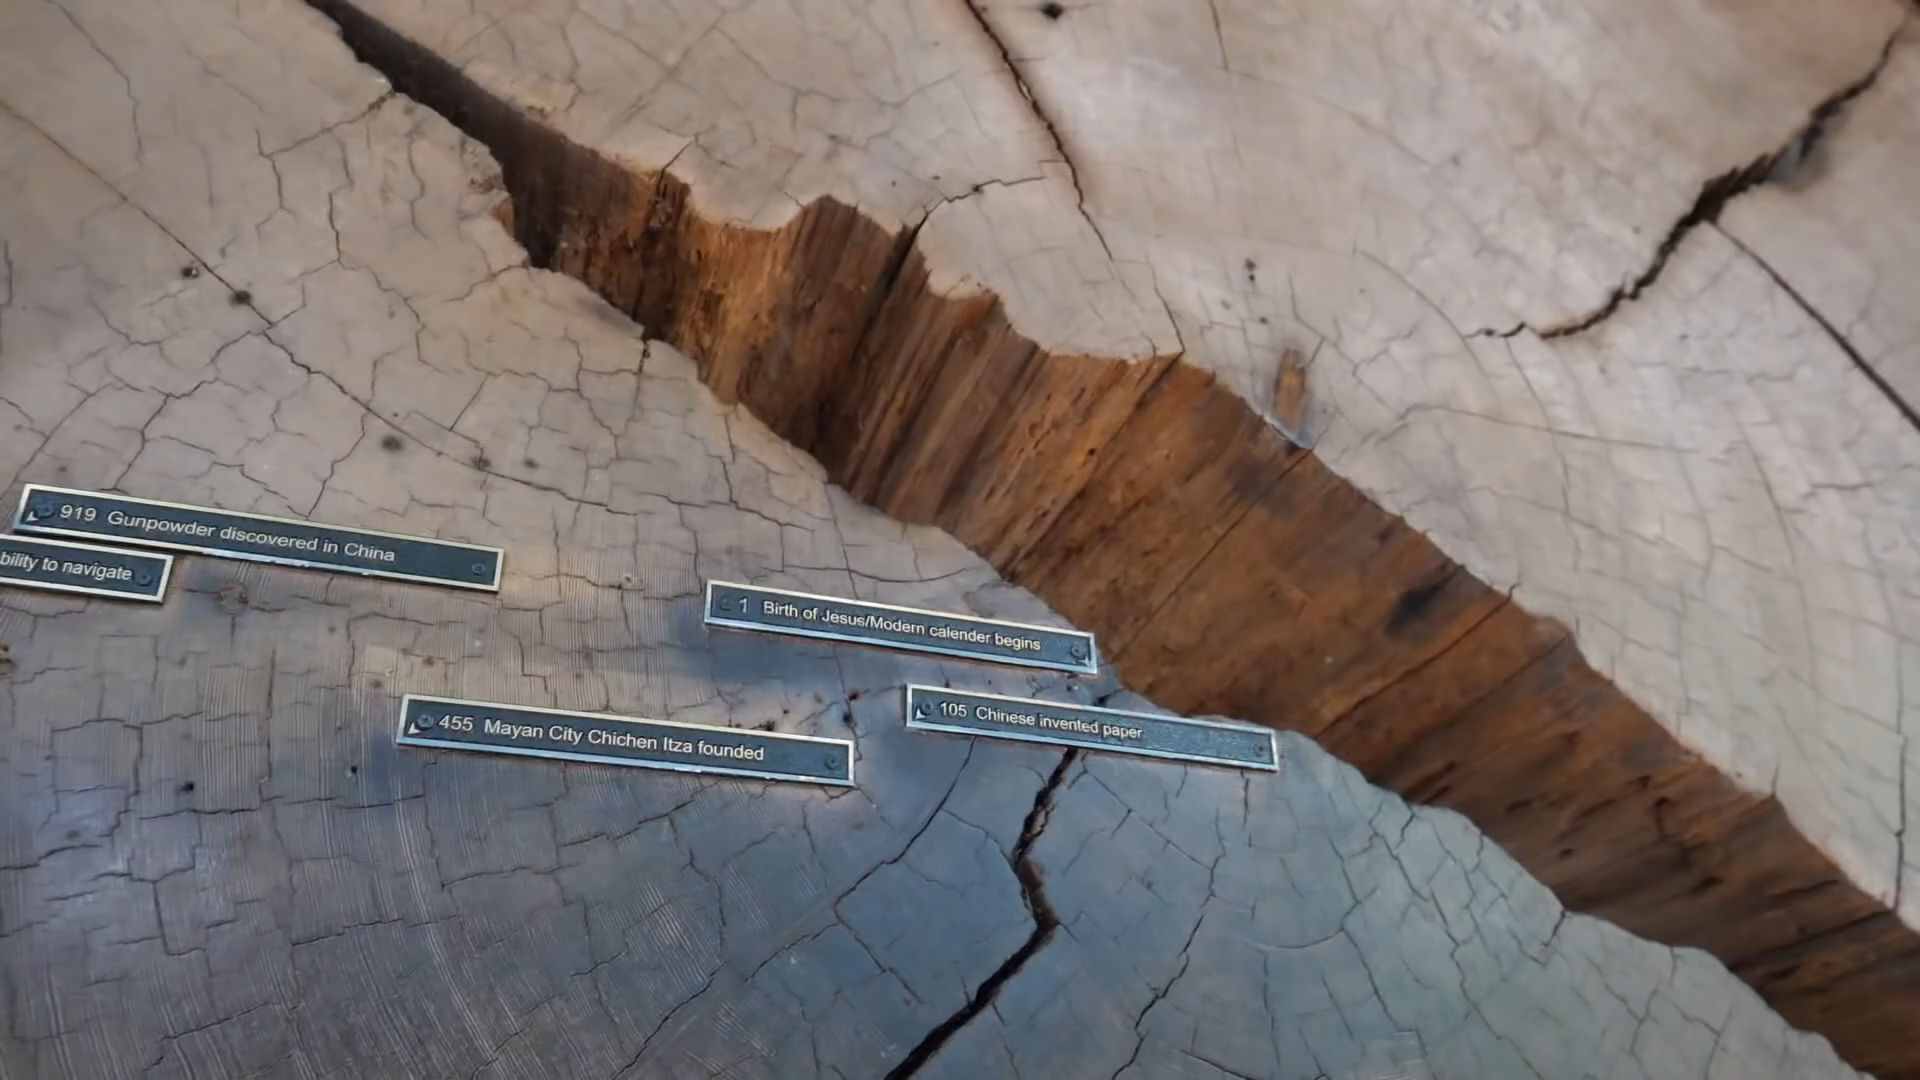 919 Gunpowder discovered in China
bility to navigate
1 Birth of Jesus/Modern calender begins
455 Mayan City Chichen Itza founded
105 Chinese invented paper